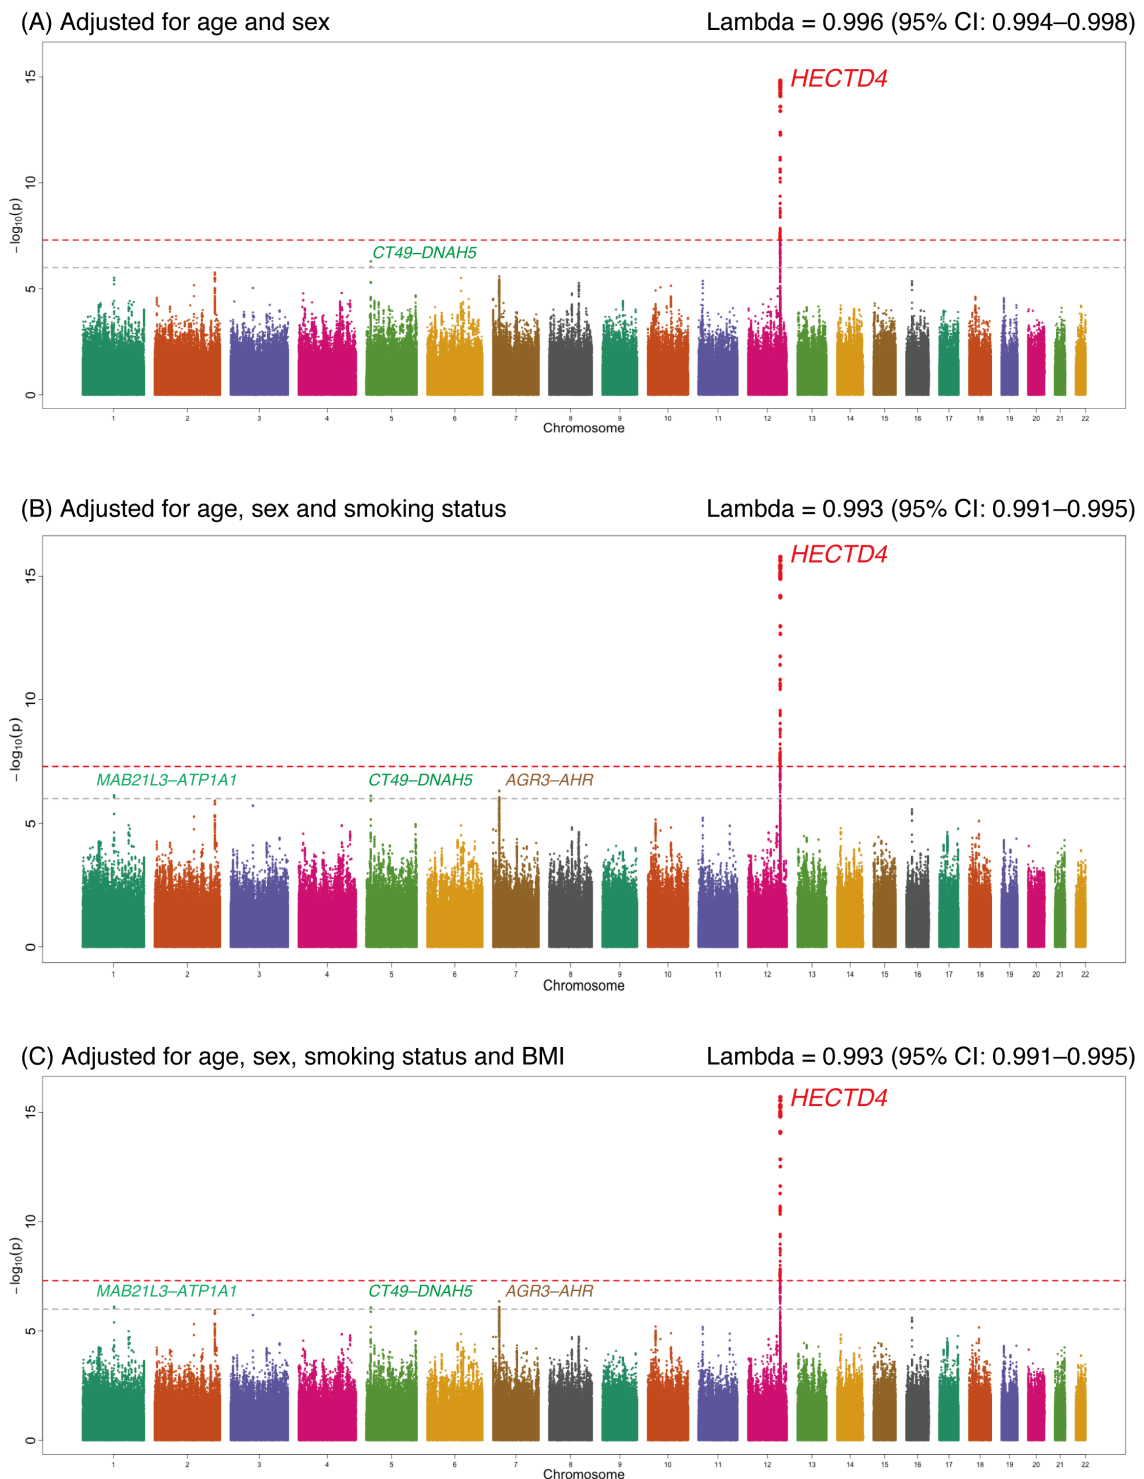 (A) Adjusted for age and sex Lambda = 0.996 (95% CI: 0.994–0.998)
15
HECTD4
10
−log10(p)
CT49–DNAH5
5
0
1 2 3 4 5 6 7 8 9 10 11 12 13 14 15 16 17 18 19 20 21 22
Chromosome
(B) Adjusted for age, sex and smoking status Lambda = 0.993 (95% CI: 0.991–0.995)
HECTD4
15
10
−log10(p)
MAB21L3–ATP1A1 CT49–DNAH5 AGR3–AHR
5
0
1 2 3 4 5 6 7 8 9 10 11 12 13 14 15 16 17 18 19 20 21 22
Chromosome
(C) Adjusted for age, sex, smoking status and BMI Lambda = 0.993 (95% CI: 0.991–0.995)
HECTD4
15
10
−log10(p)
MAB21L3–ATP1A1 CT49–DNAH5 AGR3–AHR
5
0
1 2 3 4 5 6 7 8 9 10 11 12 13 14 15 16 17 18 19 20 21 22
Chromosome